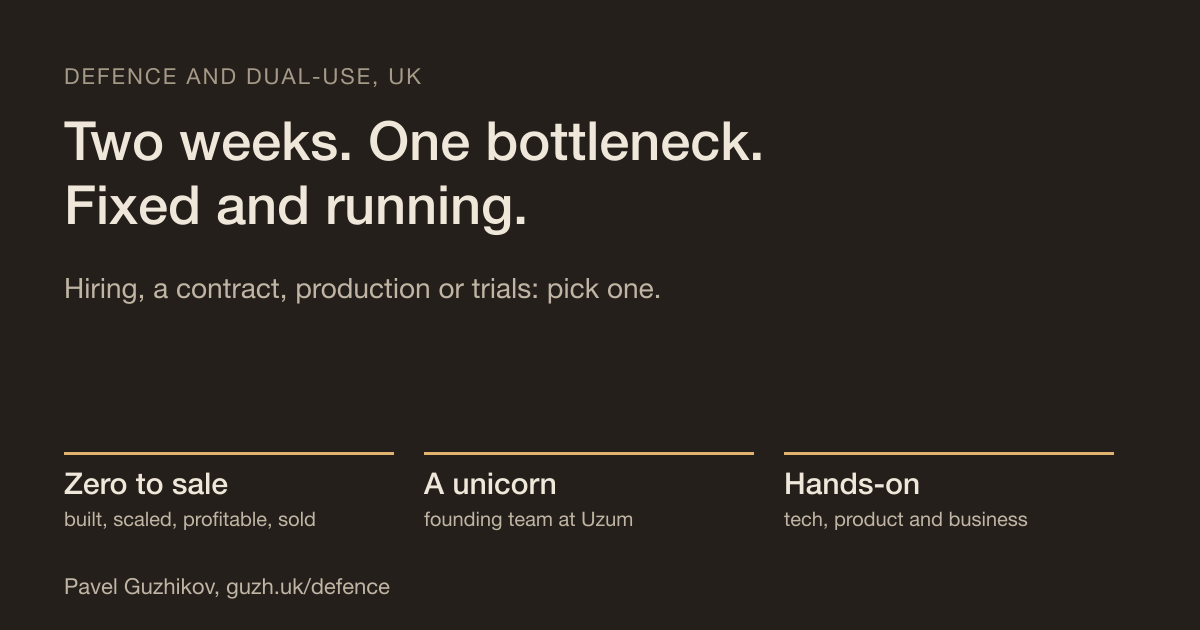 DEFENCE AND DUAL-USE, UK
Two weeks. One bottleneck.
Fixed and running.
Hiring, a contract, production or trials: pick one.
Zero to sale
built, scaled, profitable, sold
A unicorn
founding team at Uzum
Hands-on
tech, product and business
Pavel Guzhikov, guzh.uk/defence